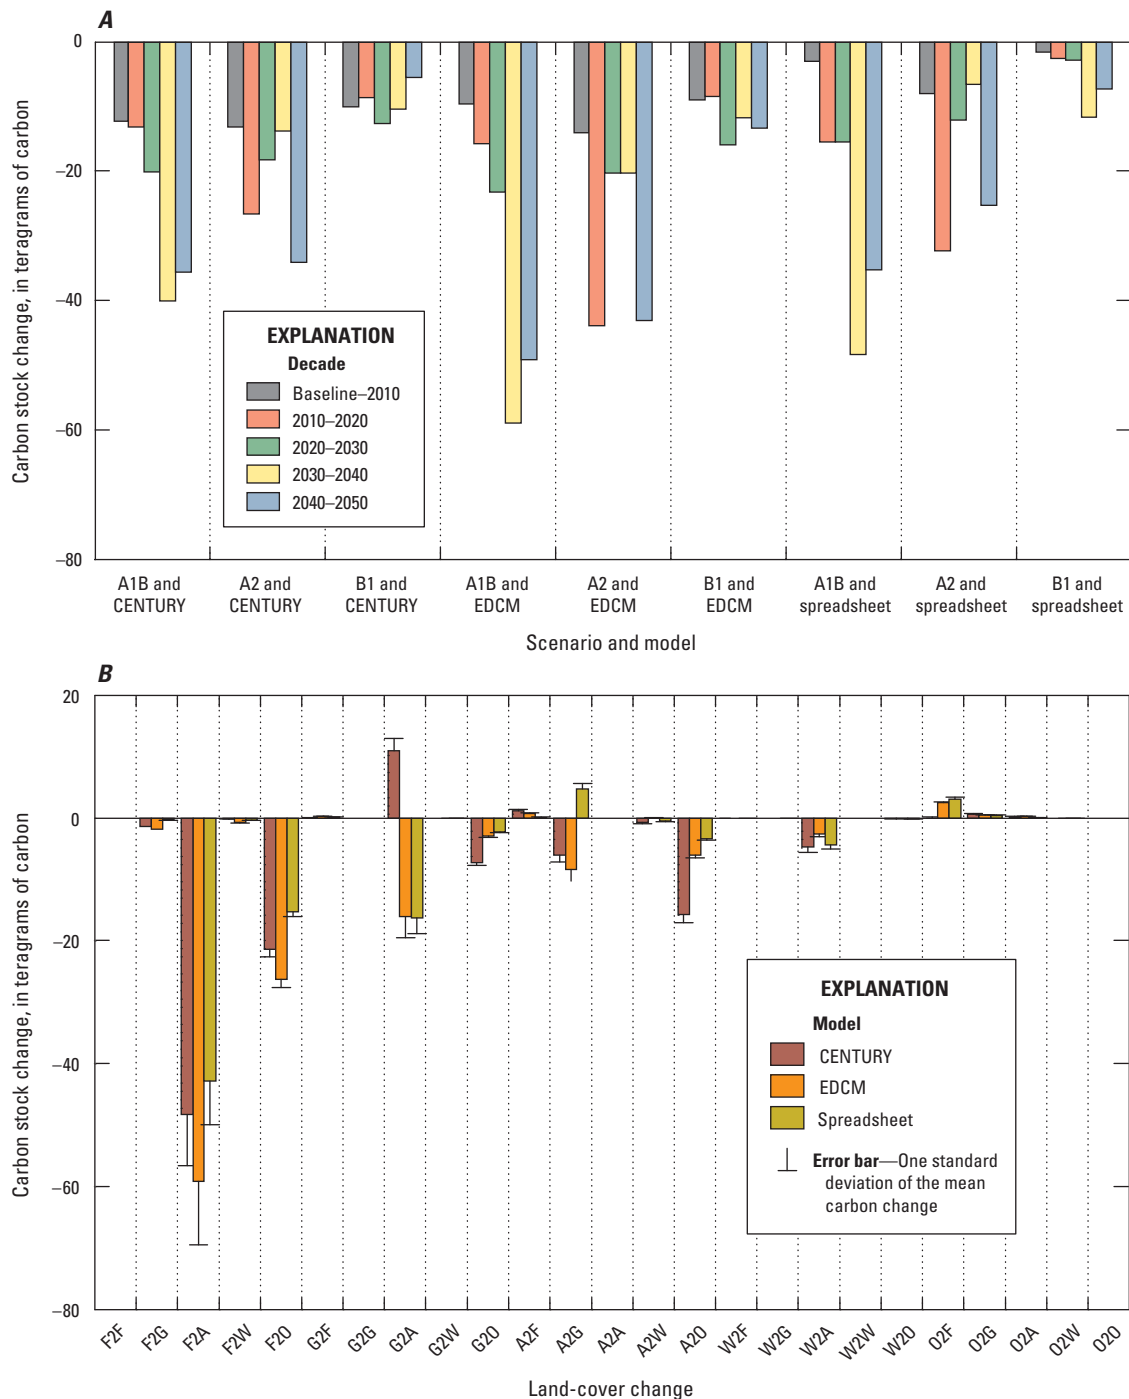 A
Carbon stock change, in teragrams of carbon
0
–20
–40
–60
–80
EXPLANATION
Decade
Baseline–2010
2010–2020
2020–2030
2030–2040
2040–2050
A1B and
CENTURY
A2 and
CENTURY
B1 and
CENTURY
A1B and
EDCM
A2 and
EDCM
B1 and
EDCM
A1B and
spreadsheet
A2 and
spreadsheet
B1 and
spreadsheet
Scenario and model
B
Carbon stock change, in teragrams of carbon
20
0
–20
–40
–60
–80
EXPLANATION
Model
CENTURY
EDCM
Spreadsheet
Error bar—One standard
deviation of the mean
carbon change
F2F
F2G
F2A
F2W
F2O
G2F
G2G
G2A
G2W
G2O
A2F
A2G
A2A
A2W
A2O
W2F
W2G
W2A
W2W
W2O
O2F
O2G
O2A
O2W
O2O
Land-cover change